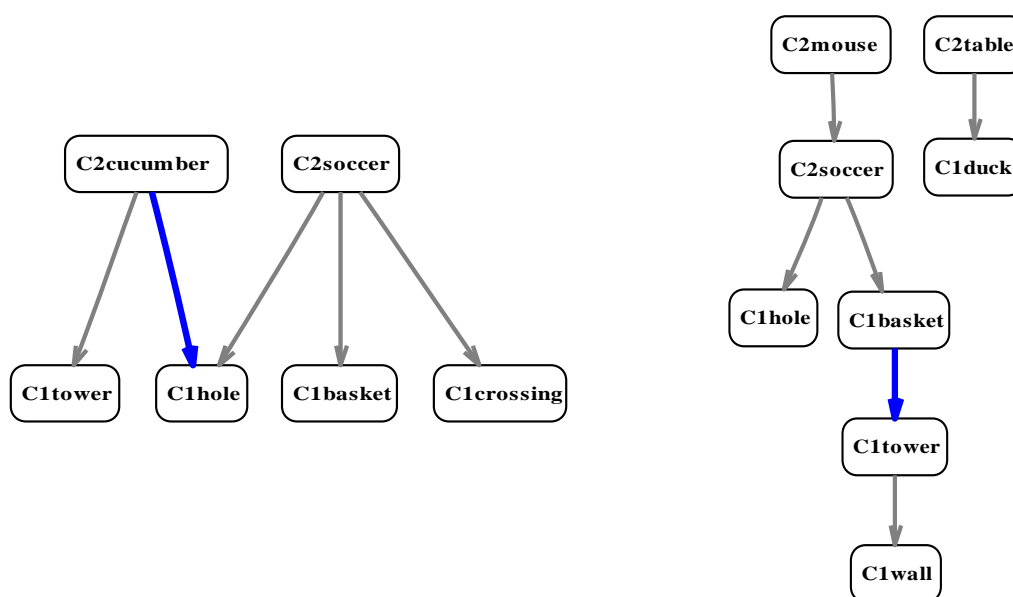 C2mouse
C2table
C2cucumber
C2soccer
C2soccer
C1duck
C1hole
C1basket
C1tower
C1hole
C1basket
C1crossing
C1tower
C1wall